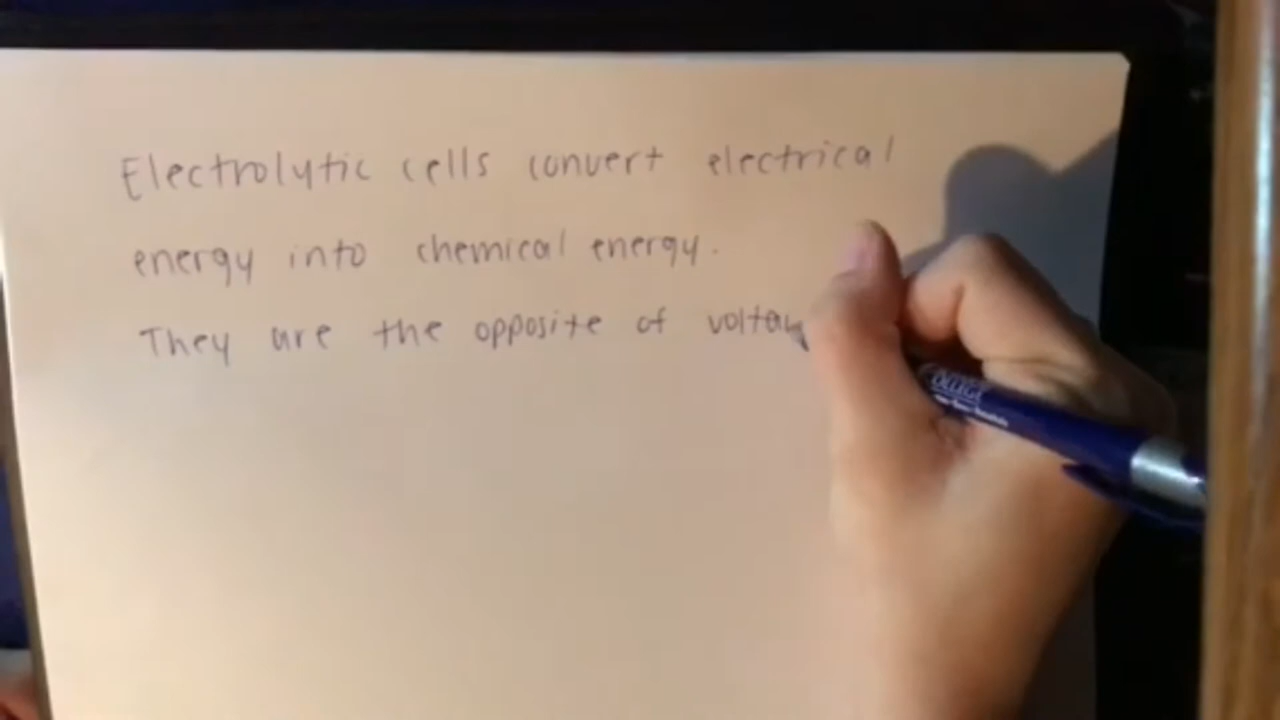 Electrolytic cells convert electrical
energy into chemical energy.
They are the opposite of